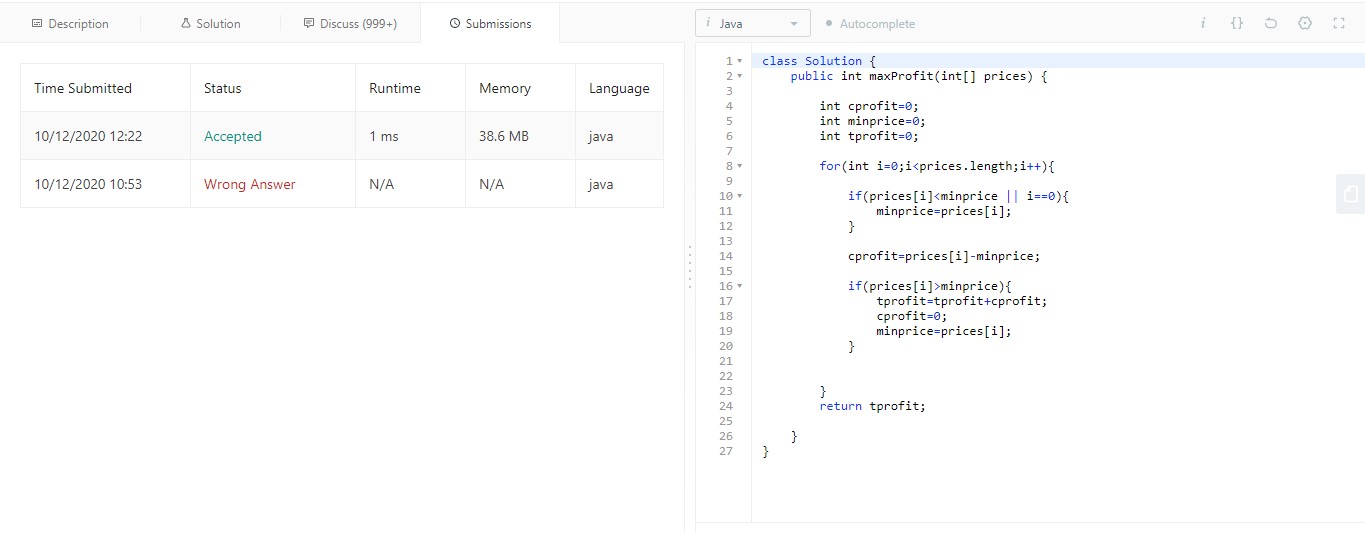 Description Solution Discuss (999+) Submissions
Time Submitted Status Runtime Memory Language
10/12/2020 12:22 Accepted 1 ms 38.6 MB java
10/12/2020 10:53 Wrong Answer N/A N/A java
i Java Autocomplete i {}
1 class Solution {
2 public int maxProfit(int[] prices) {
3
4 int cprofit=0;
5 int minprice=0;
6 int tprofit=0;
7
8 for(int i=0;i<prices.length;i++){
9
10 if(prices[i]<minprice || i==0){
11 minprice=prices[i];
12 }
13
14 cprofit=prices[i]-minprice;
15
16 if(prices[i]>minprice){
17 tprofit=tprofit+cprofit;
18 cprofit=0;
19 minprice=prices[i];
20 }
21
22
23 }
24 return tprofit;
25
26 }
27 }